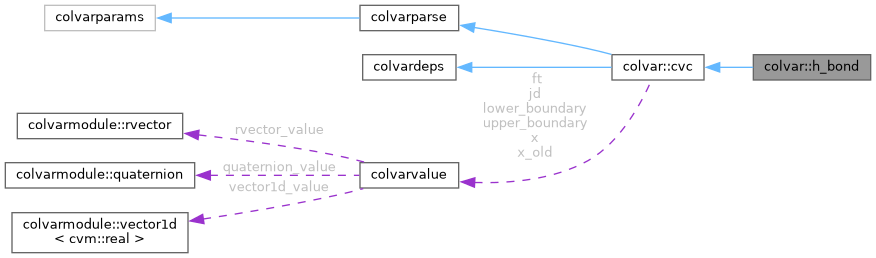 colvarparams
colvarparse
colvardeps
colvar::cvc
colvar::h_bond
ft
jd
lower_boundary
upper_boundary
x
x_old
colvarmodule::rvector
rvector_value
colvarmodule::quaternion
quaternion_value
colvarvalue
vector1d_value
colvarmodule::vector1d
< cvm::real >